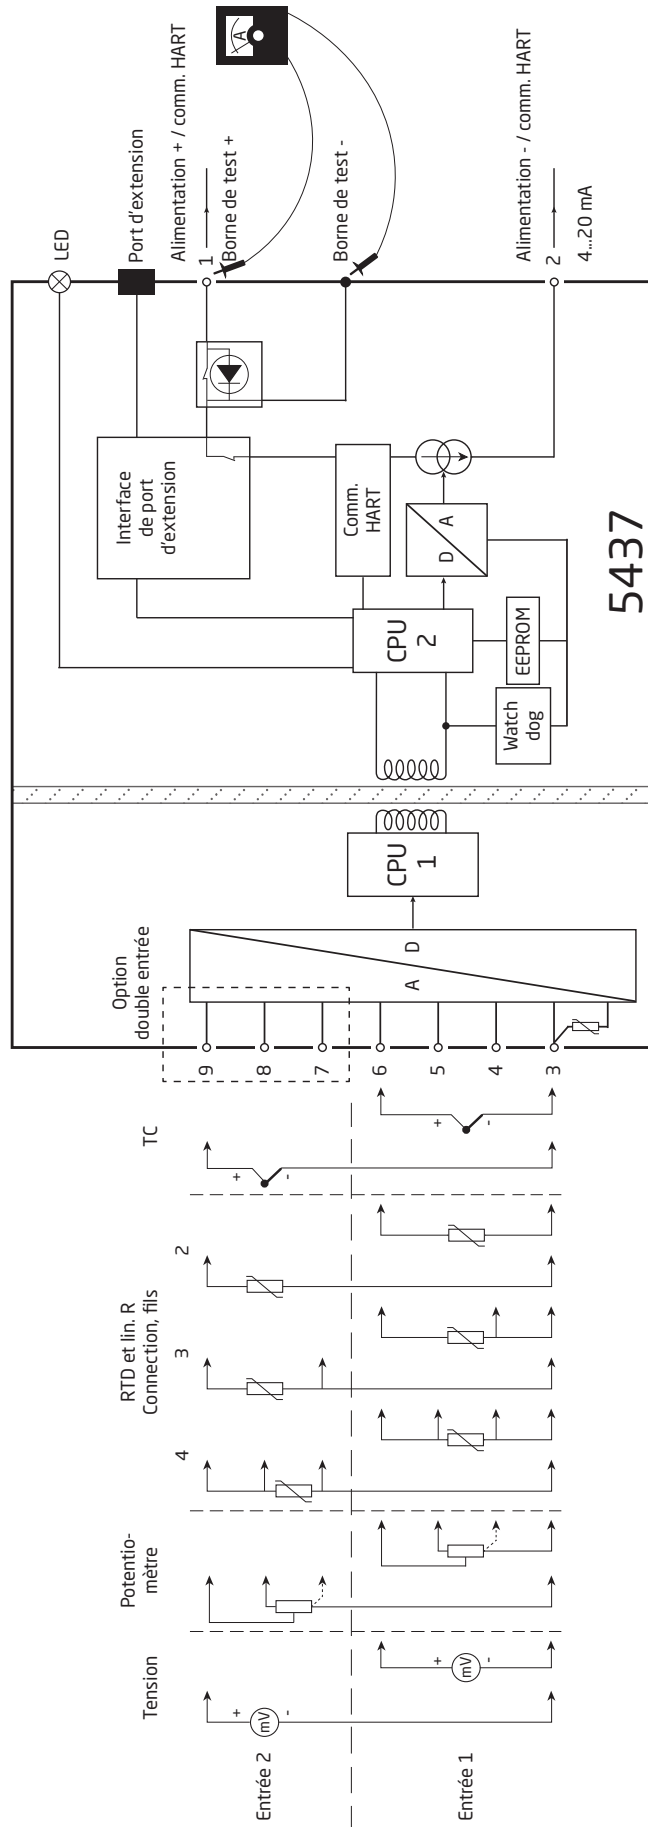 Tension
Potentio-
mètre
RTD et lin. R
Connection, fils
4
3
2
TC
Option
double entrée
LED
Port d'extension
Alimentation + / comm. HART
1
Borne de test +
A
Borne de test -
Alimentation - / comm. HART
2
4...20 mA
Entrée 2
+
mV
-
+
-
Entrée 1
+
mV
-
+
-
9
8
7
6
5
4
3
A
D
CPU
1
CPU
2
Interface
de port
d'extension
Comm.
HART
D
A
EEPROM
Watch
dog
5437